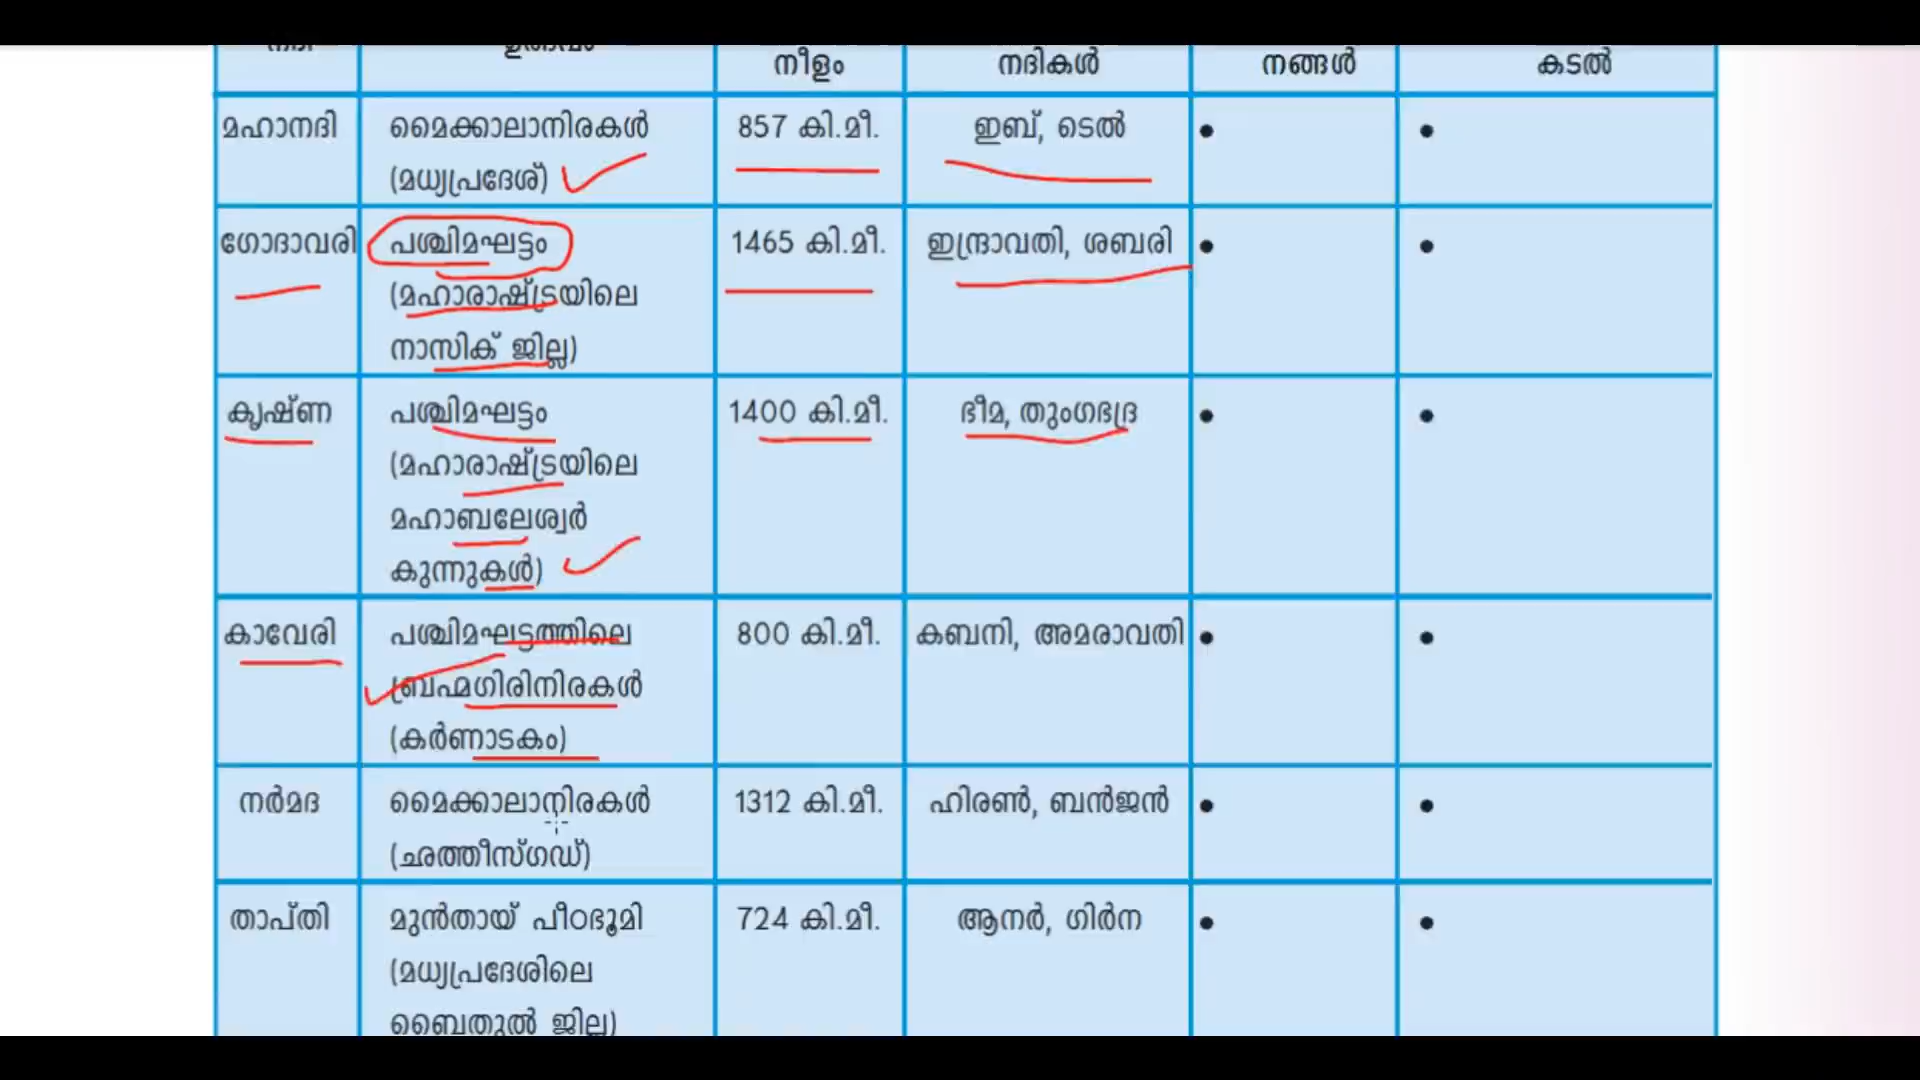 നീളം നദികൾ നങ്ങൾ കടൽ
മഹാനദി മൈക്കാലാനിരകൾ 857 കി.മീ. ഇബ്, ടെൽ • •
(മധ്യപ്രദേശ്)
ഗോദാവരി പശ്ചിമഘട്ടം 1465 കി.മീ. ഇന്ദ്രാവതി, ശബരി • •
(മഹാരാഷ്ട്രയിലെ
നാസിക് ജില്ല)
കൃഷ്ണ പശ്ചിമഘട്ടം 1400 കി.മീ. ഭീമ, തുംഗഭദ്ര • •
(മഹാരാഷ്ട്രയിലെ
മഹാബലേശ്വർ
കുന്നുകൾ)
കാവേരി പശ്ചിമഘട്ടത്തിലെ 800 കി.മീ. കബനി, അമരാവതി • •
ബ്രഹ്മഗിരിനിരകൾ
(കർണാടകം)
നർമദ മൈക്കാലാനിരകൾ 1312 കി.മീ. ഹിരൺ, ബൻജൻ • •
(ഛത്തീസ്ഗഡ്)
താപ്തി മുൻതായ് പീഠഭൂമി 724 കി.മീ. ആനർ, ഗിർന • •
(മധ്യപ്രദേശിലെ
ബൈതുൽ ജില്ല)